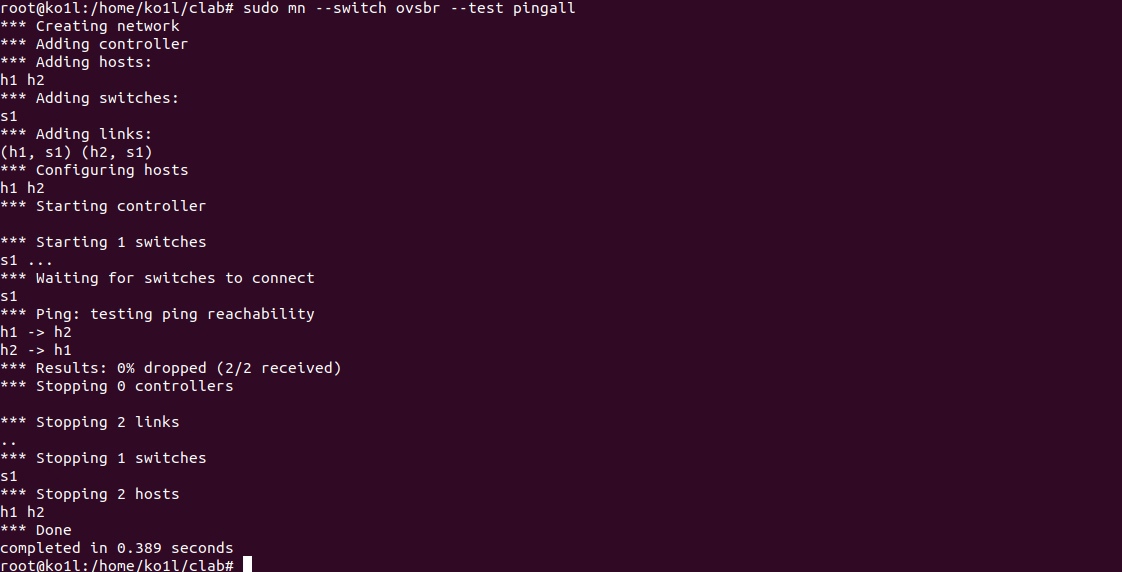 root@ko1l:/home/ko1l/clab# sudo mn --switch ovsbr --test pingall
*** Creating network
*** Adding controller
*** Adding hosts:
h1 h2
*** Adding switches:
s1
*** Adding links:
(h1, s1) (h2, s1)
*** Configuring hosts
h1 h2
*** Starting controller

*** Starting 1 switches
s1 ...
*** Waiting for switches to connect
s1
*** Ping: testing ping reachability
h1 -> h2
h2 -> h1
*** Results: 0% dropped (2/2 received)
*** Stopping 0 controllers

*** Stopping 2 links
..
*** Stopping 1 switches
s1
*** Stopping 2 hosts
h1 h2
*** Done
completed in 0.389 seconds
root@ko1l:/home/ko1l/clab#